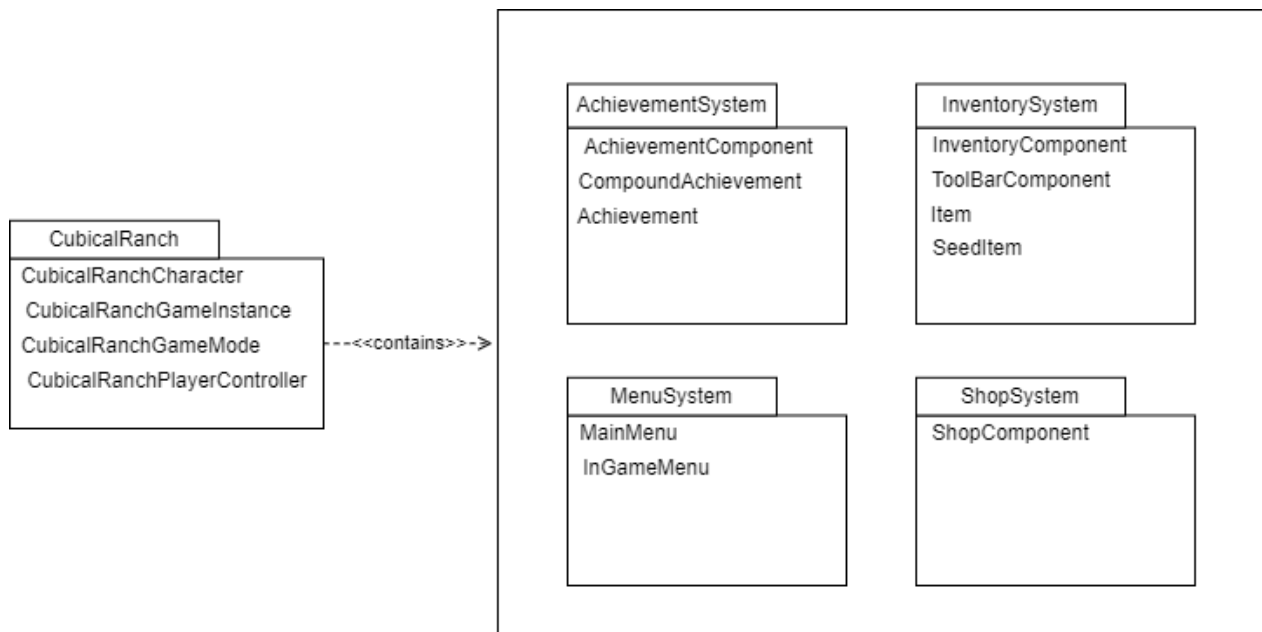 CubicalRanch
CubicalRanchCharacter
CubicalRanchGameInstance
CubicalRanchGameMode
CubicalRanchPlayerController
<<contains>>
AchievementSystem
AchievementComponent
CompoundAchievement
Achievement
InventorySystem
InventoryComponent
ToolBarComponent
Item
SeedItem
MenuSystem
MainMenu
InGameMenu
ShopSystem
ShopComponent